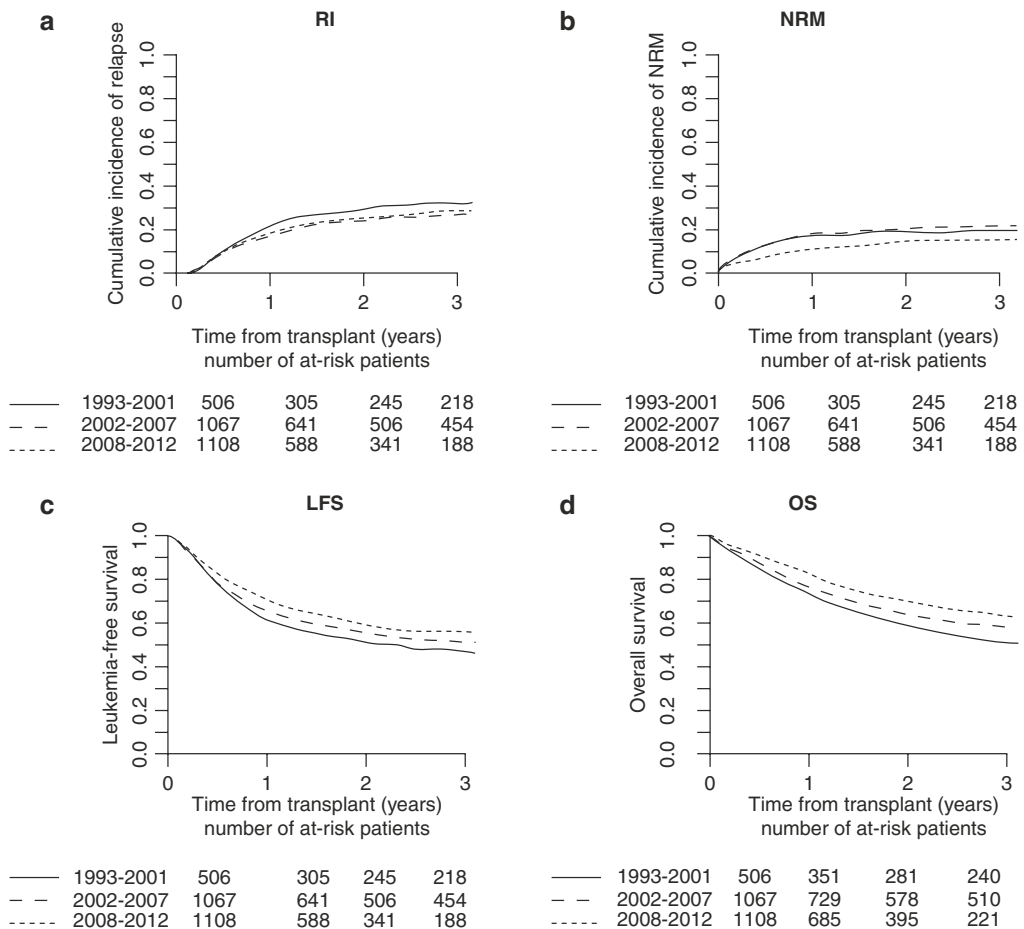 a RI
Cumulative incidence of relapse
1.0
0.8
0.6
0.4
0.2
0.0
0 1 2 3
Time from transplant (years)
number of at-risk patients
1993-2001 506 305 245 218
2002-2007 1067 641 506 454
2008-2012 1108 588 341 188
b NRM
Cumulative incidence of NRM
1.0
0.8
0.6
0.4
0.2
0.0
0 1 2 3
Time from transplant (years)
number of at-risk patients
1993-2001 506 305 245 218
2002-2007 1067 641 506 454
2008-2012 1108 588 341 188
c LFS
Leukemia-free survival
1.0
0.8
0.6
0.4
0.2
0.0
0 1 2 3
Time from transplant (years)
number of at-risk patients
1993-2001 506 305 245 218
2002-2007 1067 641 506 454
2008-2012 1108 588 341 188
d OS
Overall survival
1.0
0.8
0.6
0.4
0.2
0.0
0 1 2 3
Time from transplant (years)
number of at-risk patients
1993-2001 506 351 281 240
2002-2007 1067 729 578 510
2008-2012 1108 685 395 221